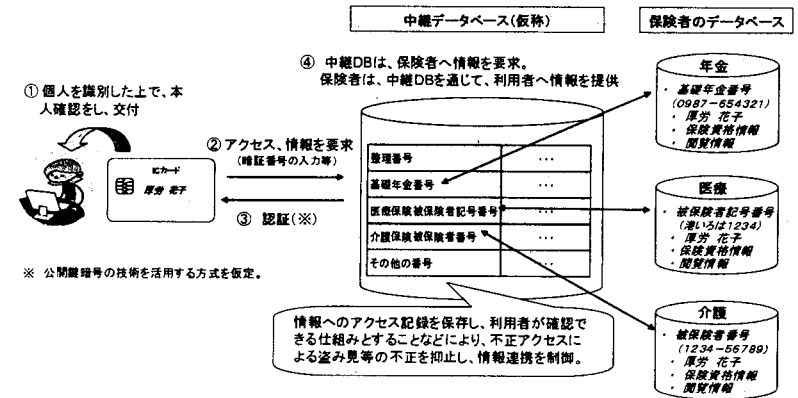 中継データベース(仮称)
保険者のデータベース
① 個人を識別した上で、本
人確認をし、交付
② アクセス、情報を要求
(暗証番号の入力等)
ICカード
厚労 花子
③ 認証(※)
※ 公開鍵暗号の技術を活用する方式を仮定。
④ 中継DBは、保険者へ情報を要求。
保険者は、中継DBを通じて、利用者へ情報を提供
整理番号 ・・・
基礎年金番号 ・・・
医療保険被保険者記号番号 ・・・
介護保険被保険者番号 ・・・
その他の番号 ・・・
情報へのアクセス記録を保存し、利用者が確認で
きる仕組みとすることなどにより、不正アクセス
による盗み見等の不正を抑止し、情報連携を制御。
年金
・ 基礎年金番号
(0987-654321)
・ 厚労 花子
・ 保険資格情報
・ 閲覧情報
医療
・ 被保険者記号番号
(港いろは1234)
・ 厚労 花子
・ 保険資格情報
・ 閲覧情報
介護
・ 被保険者番号
(1234-56789)
・ 厚労 花子
・ 保険資格情報
・ 閲覧情報